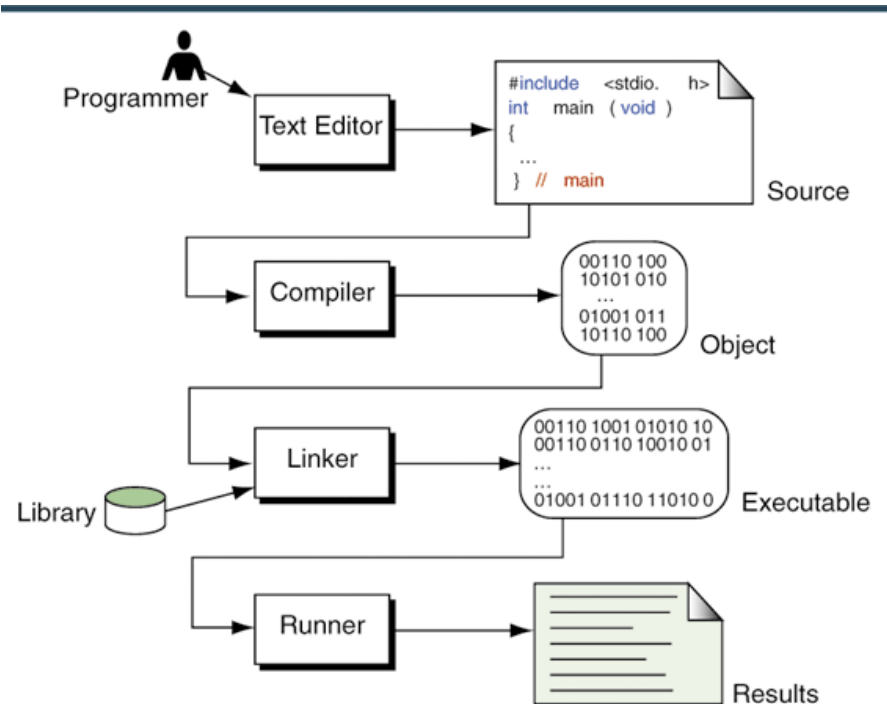 Programmer
Text Editor
#include <stdio. h>
int main ( void )
{
...
} // main
Source
Compiler
00110 100
10101 010
...
01001 011
10110 100
Object
Linker
00110 1001 01010 10
00110 0110 10010 01
...
...
01001 01110 11010 0
Executable
Library
Runner
Results